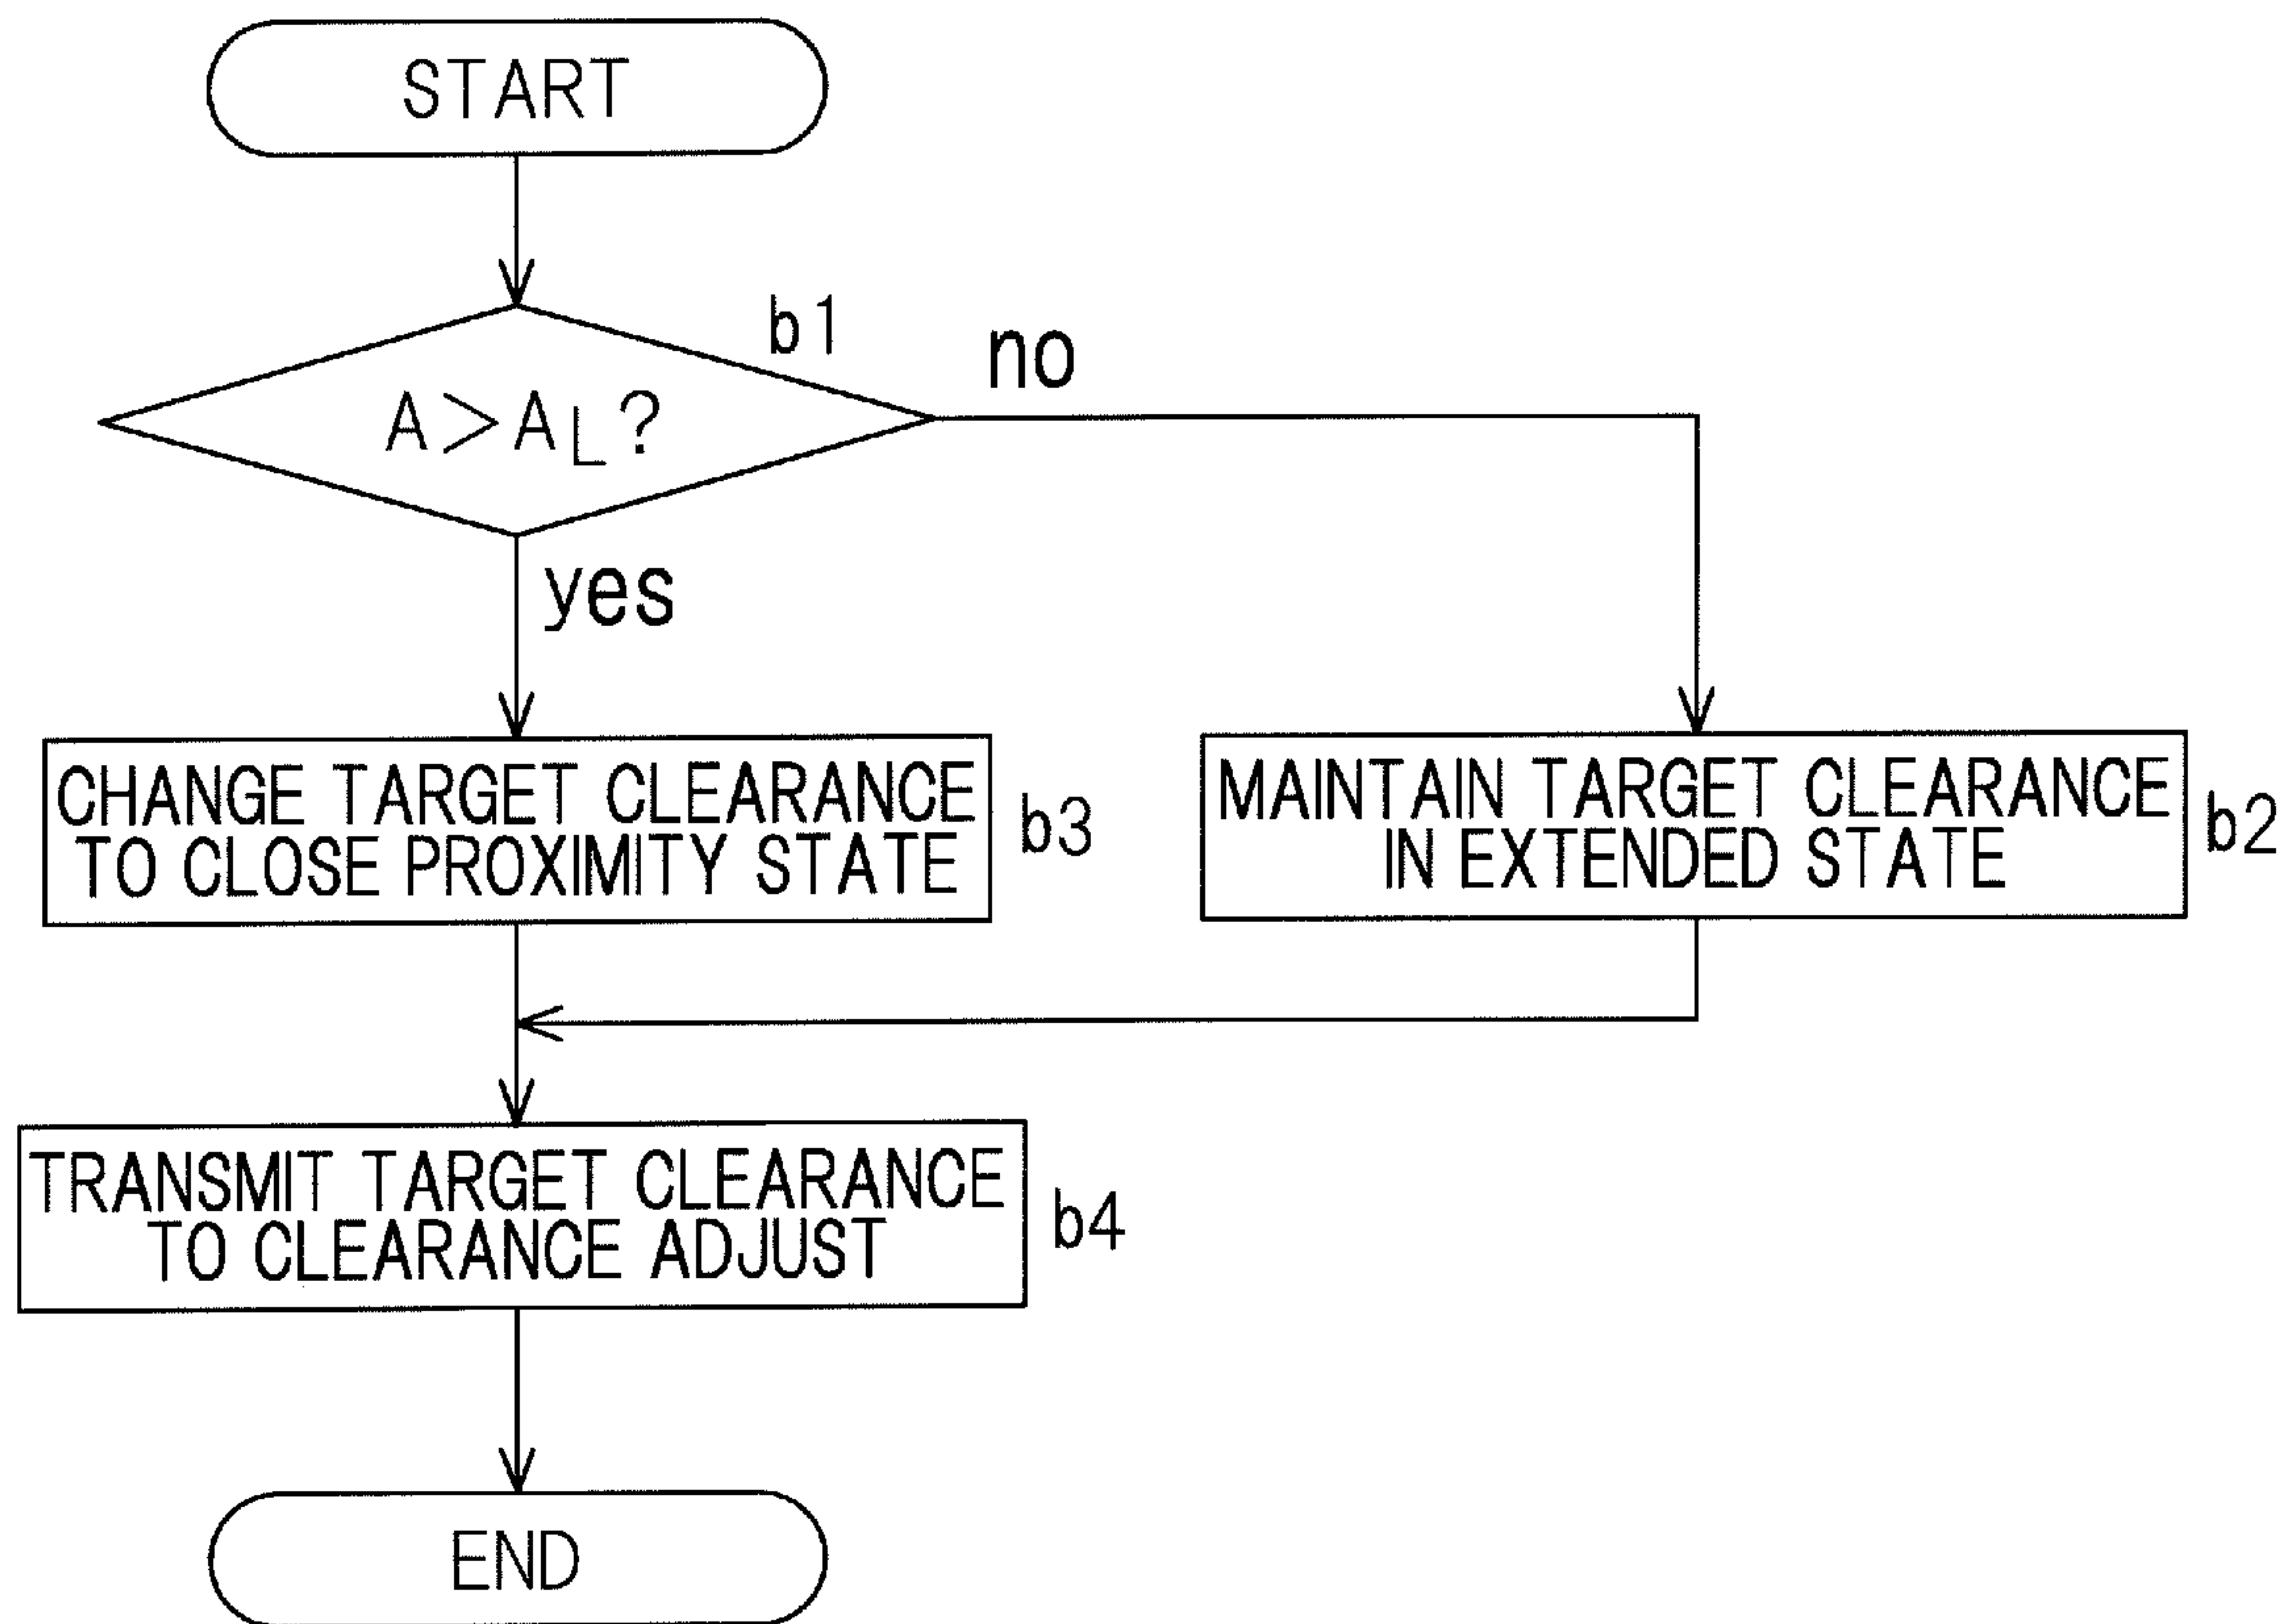 START
b1
no
A>AL?
yes
CHANGE TARGET CLEARANCE
TO CLOSE PROXIMITY STATE
b3
MAINTAIN TARGET CLEARANCE
IN EXTENDED STATE
b2
TRANSMIT TARGET CLEARANCE
TO CLEARANCE ADJUST
b4
END